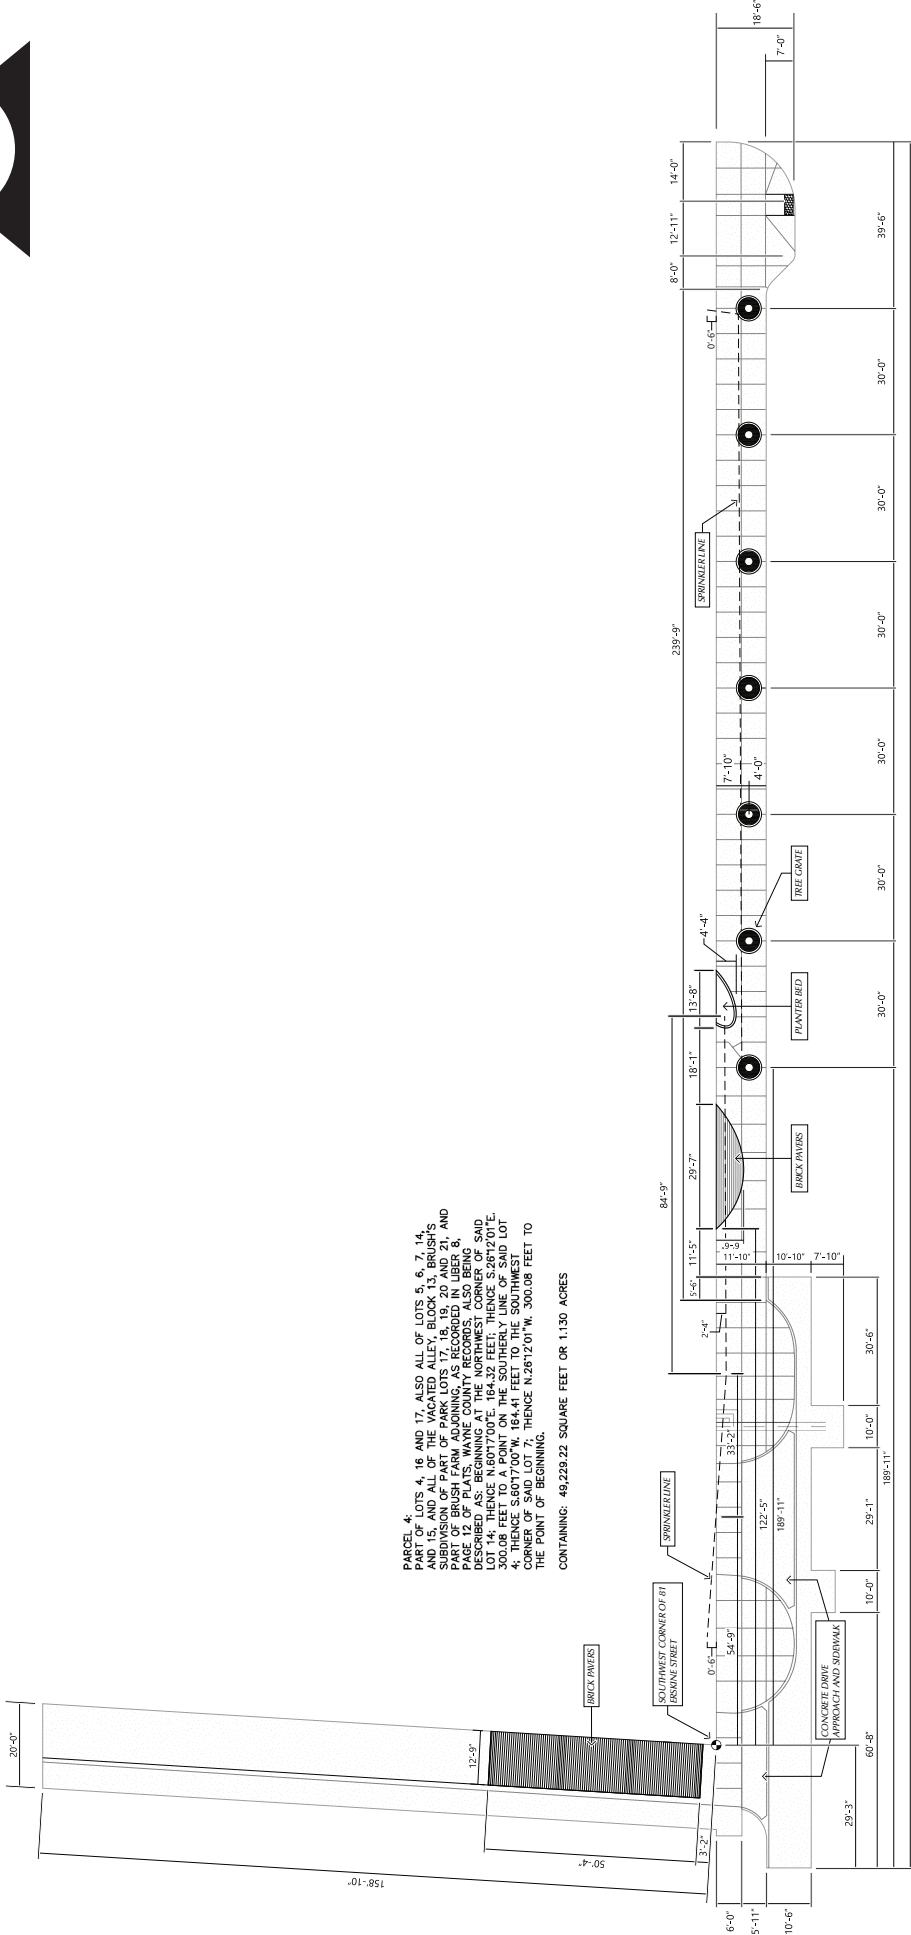 18'-6"
7'-0"
14'-0"
12'-11"
8'-0"
39'-6"
0'-6"
30'-0"
30'-0"
SPRINKLER LINE
30'-0"
239'-9"
30'-0"
7'-10"
4'-0"
30'-0"
TREE GRATE
4'-4"
13'-8"
PLANTER BED
30'-0"
18'-1"
29'-7"
BRICK PAVERS
84'-9"
11'-5"
9'-9"
11'-10"
10'-10"
7'-10"
5'-6"
2'-4"
30'-6"
33'-2"
10'-0"
189'-11"
122'-5"
189'-11"
29'-1"
SPRINKLER LINE
10'-0"
SOUTHWEST CORNER OF 81
ERSKINE STREET
0'-6"
54'-9"
CONCRETE DRIVE
APPROACH AND SIDEWALK
60'-8"
29'-3"
BRICK PAVERS
20'-0"
12'-9"
3'-2"
50'-4"
158'-10"
6'-0"
5'-11"
10'-6"
PARCEL 4:
PART OF LOTS 4, 16 AND 17, ALSO ALL OF LOTS 5, 6, 7, 14,
AND 15, AND ALL OF THE VACATED ALLEY, BLOCK 13, BRUSH'S
SUBDIVISION OF PART OF PARK LOTS 17, 18, 19, 20 AND 21, AND
PART OF BRUSH FARM ADJOINING, AS RECORDED IN LIBER 8,
PAGE 12 OF PLATS, WAYNE COUNTY RECORDS, ALSO BEING
DESCRIBED AS: BEGINNING AT THE NORTHWEST CORNER OF SAID
LOT 14; THENCE N.60°17'00"E. 164.32 FEET; THENCE S.26°12'01"E.
300.08 FEET TO A POINT ON THE SOUTHERLY LINE OF SAID LOT
4; THENCE S.60°17'00"W. 164.41 FEET TO THE SOUTHWEST
CORNER OF SAID LOT 7; THENCE N.26°12'01"W. 300.08 FEET TO
THE POINT OF BEGINNING.
CONTAINING: 49,229.22 SQUARE FEET OR 1.130 ACRES